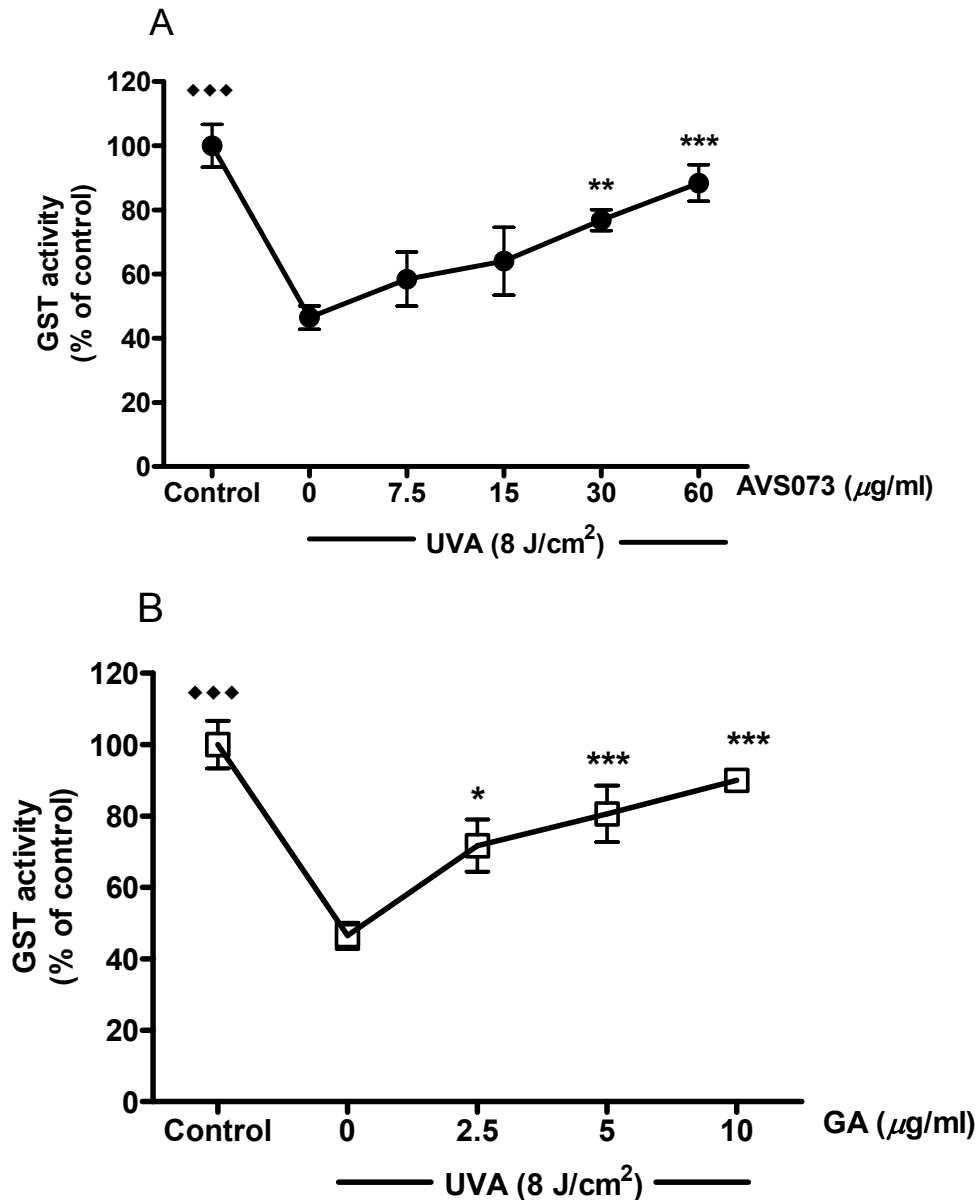 A
◆◆◆
**
***
GST activity
(% of control)
120
100
80
60
40
20
0
Control 0 7.5 15 30 60 AVS073 (μg/ml)
UVA (8 J/cm²)
B
◆◆◆
*
***
***
GST activity
(% of control)
120
100
80
60
40
20
0
Control 0 2.5 5 10 GA (μg/ml)
UVA (8 J/cm²)